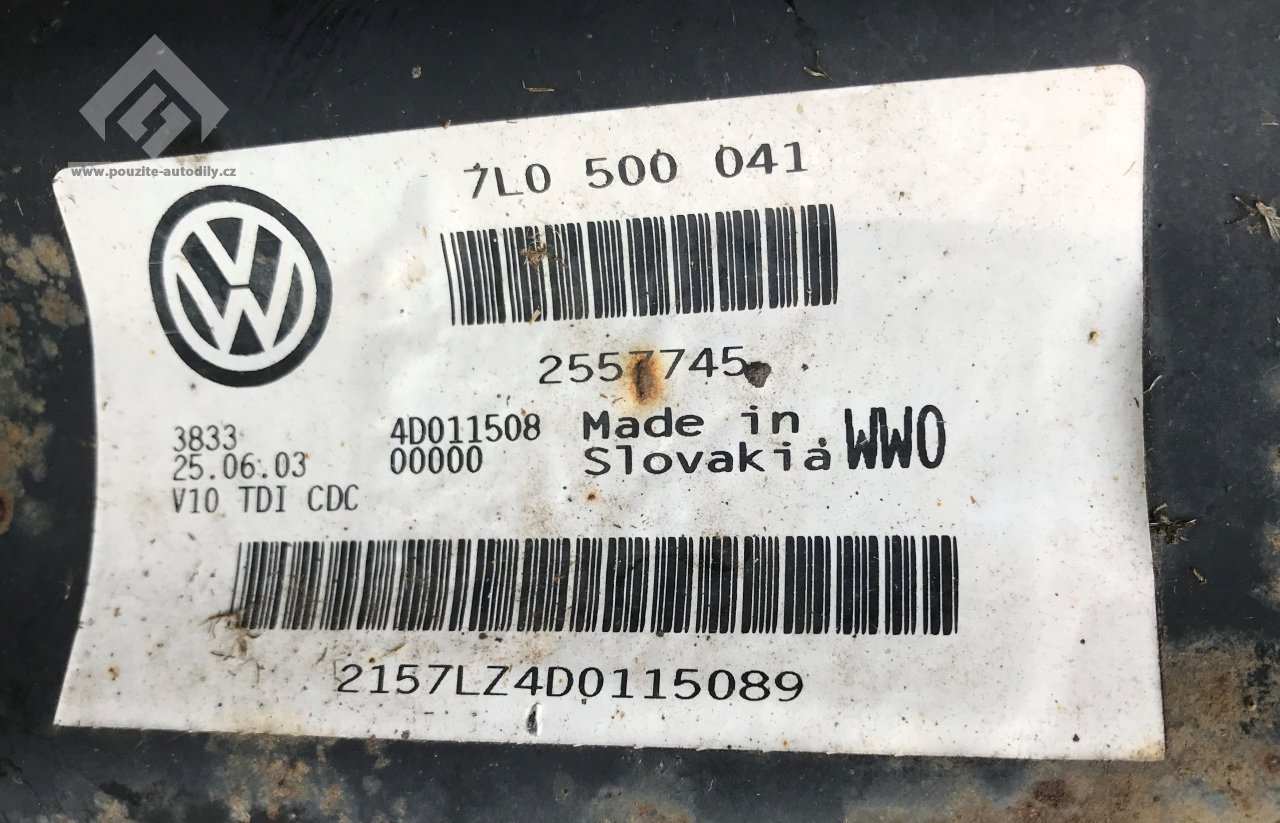 www.pouzite-autodily.cz
7L0 500 041
2557745
3833
25.06.03
V10 TDI CDC
4D011508
00000
Made in
Slovakia
WWO
2157LZ4D0115089